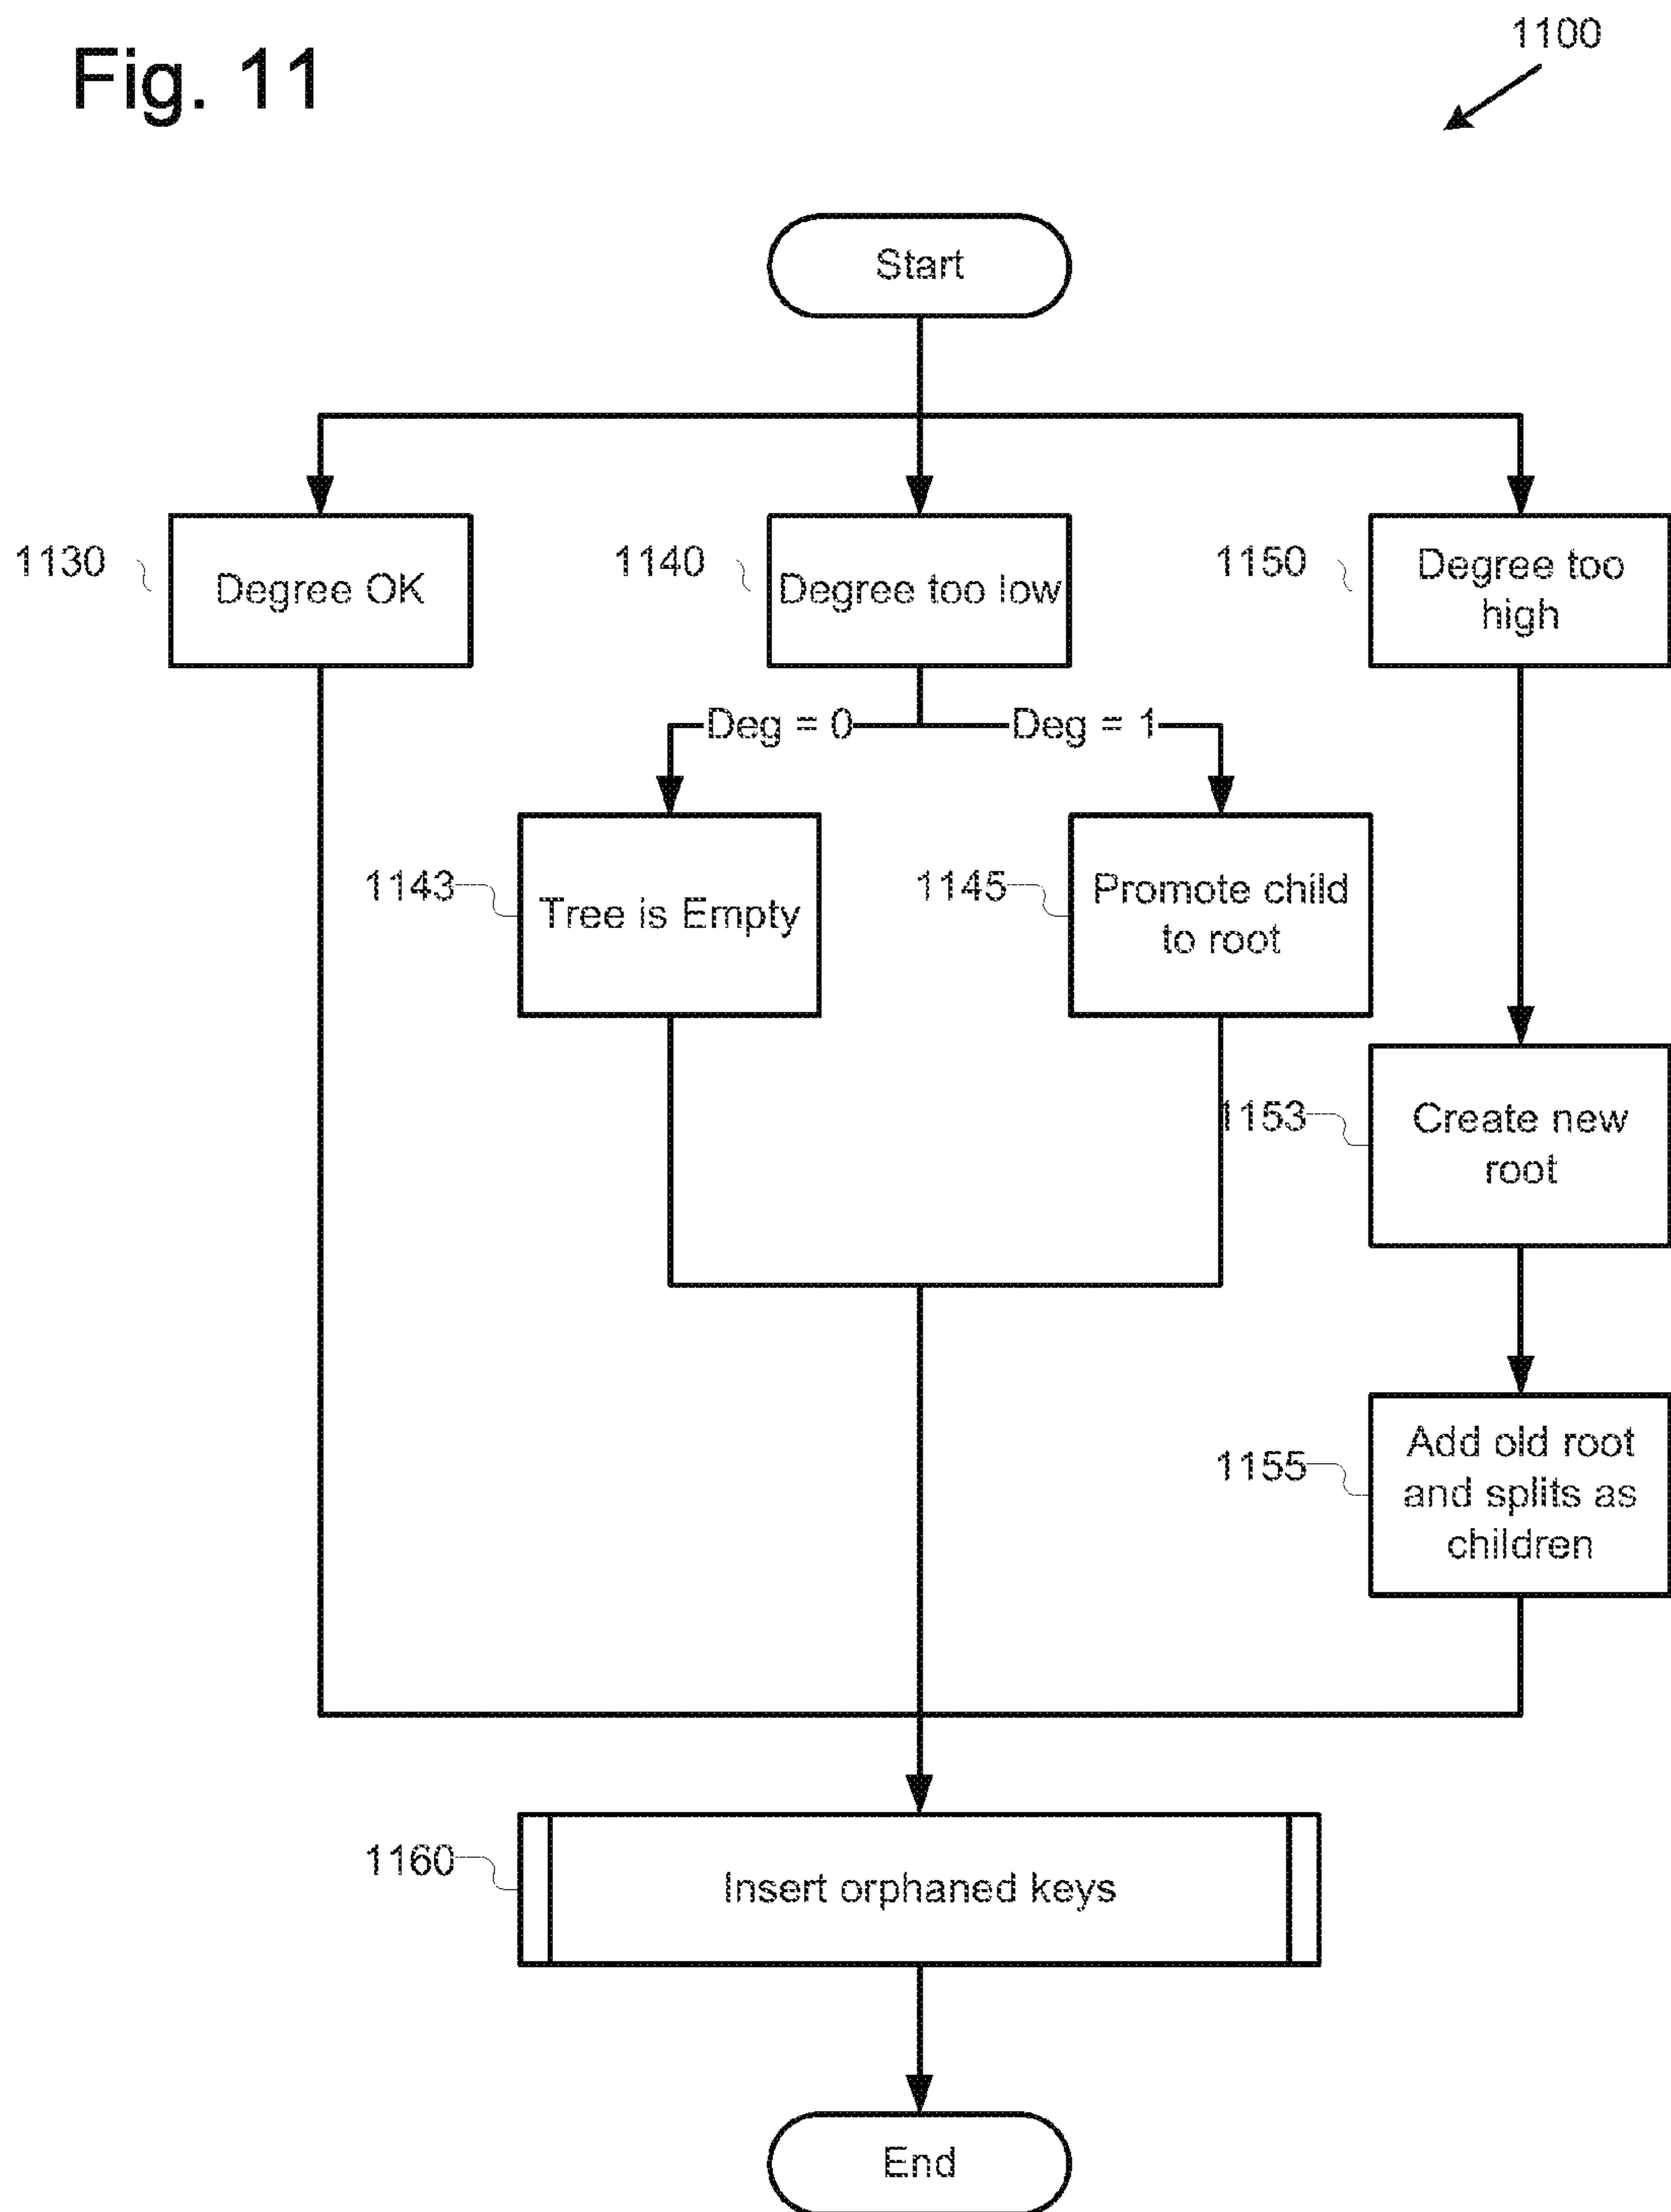 Fig. 11
1100
Start
1130
Degree OK
1140
Degree too low
1150
Degree too
high
Deg = 0
Deg = 1
1143
Tree is Empty
1145
Promote child
to root
1153
Create new
root
1155
Add old root
and splits as
children
1160
Insert orphaned keys
End